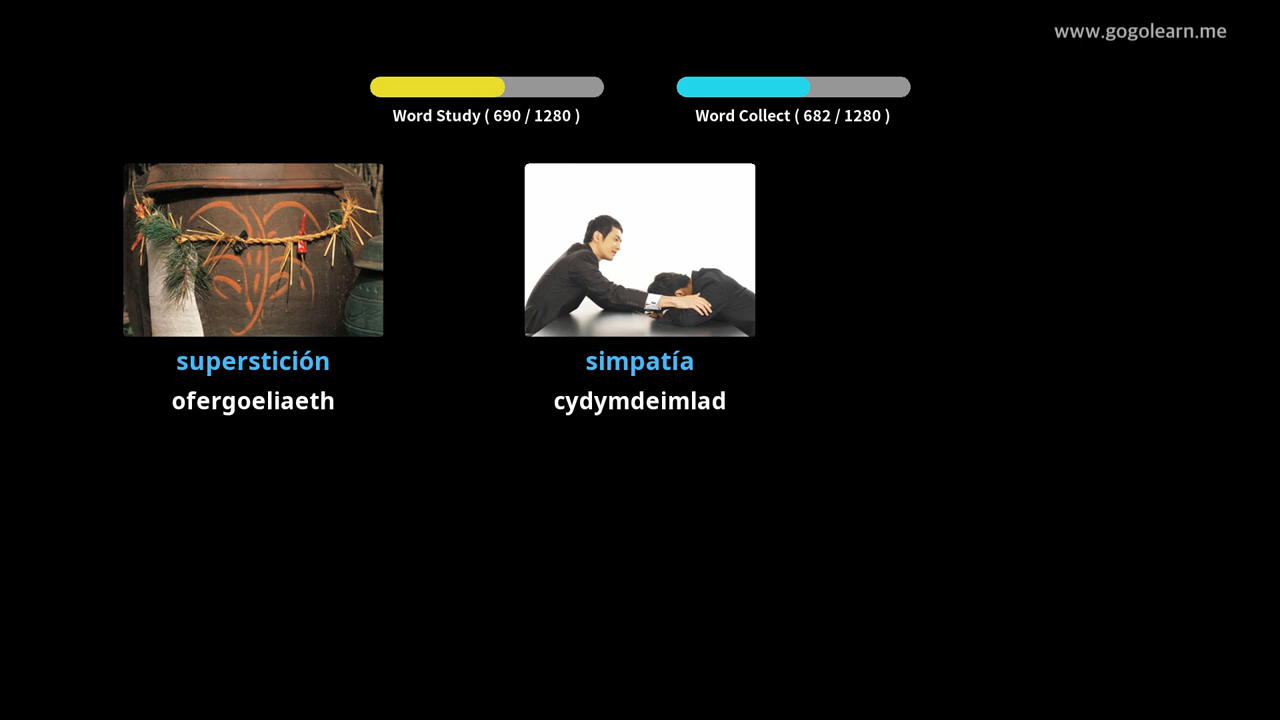 www.gogolearn.me
Word Study ( 690 / 1280 )
Word Collect ( 682 / 1280 )
superstición
ofergoeliaeth
simpatía
cydymdeimlad